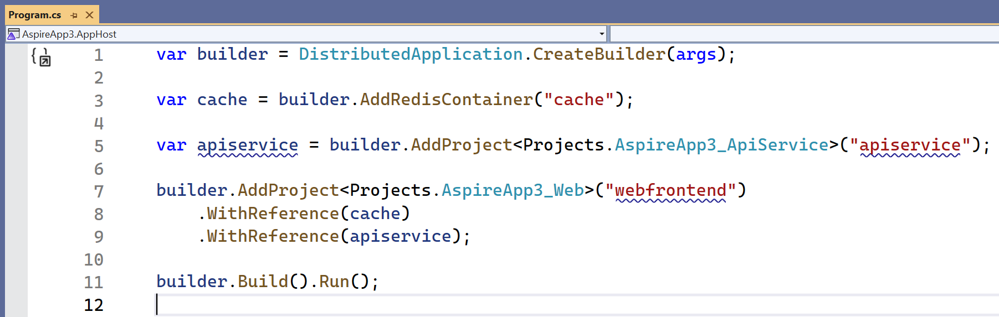 Program.cs
AspireApp3.AppHost
1 var builder = DistributedApplication.CreateBuilder(args);
2
3 var cache = builder.AddRedisContainer("cache");
4
5 var apiservice = builder.AddProject<Projects.AspireApp3_ApiService>("apiservice");
6
7 builder.AddProject<Projects.AspireApp3_Web>("webfrontend")
8     .WithReference(cache)
9     .WithReference(apiservice);
10
11 builder.Build().Run();
12